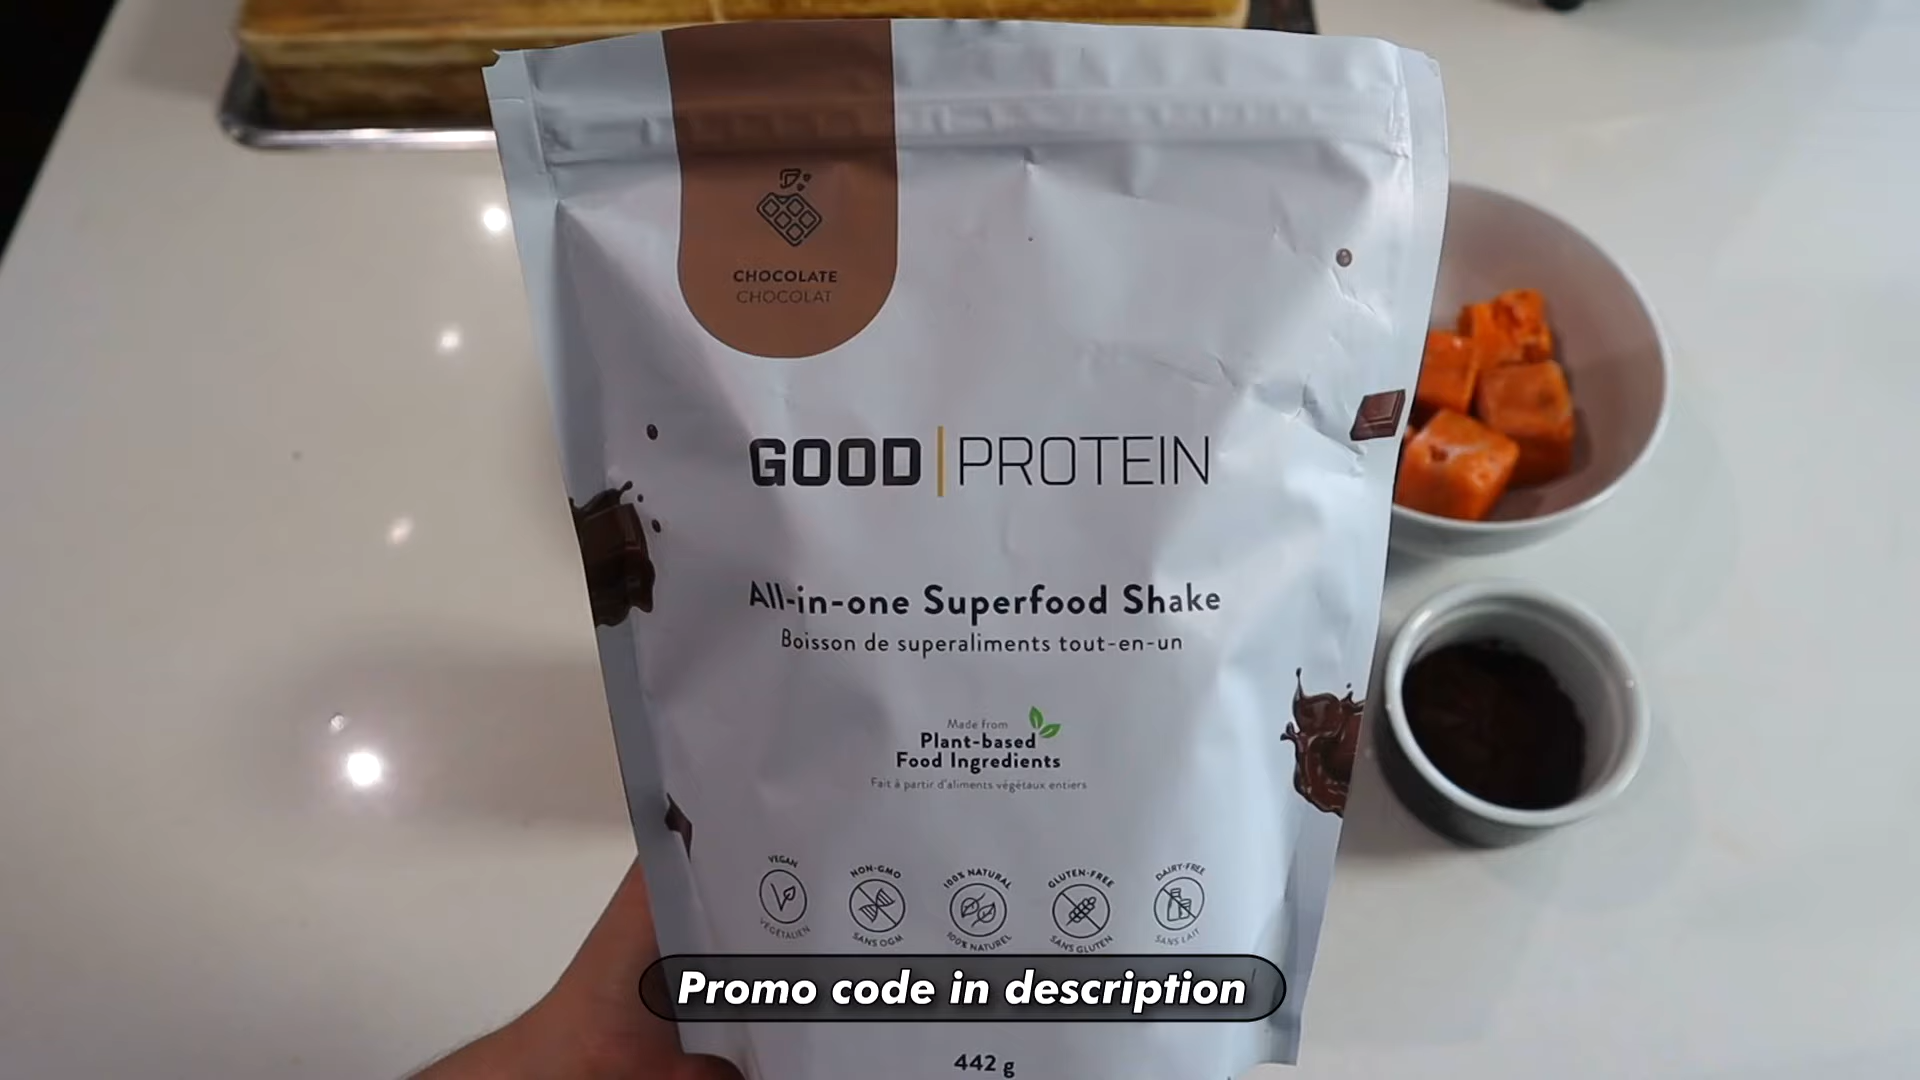 CHOCOLATE
CHOCOLAT
GOOD | PROTEIN
All-in-one Superfood Shake
Boisson de superaliments tout-en-un
Made from
Plant-based
Food Ingredients
Fait à partir d'aliments végétaux entiers
VEGAN
VÉGÉTALIEN
NON-GMO
SANS OGM
100% NATURAL
100% NATUREL
GLUTEN-FREE
SANS GLUTEN
DAIRY-FREE
SANS LAIT
Promo code in description
442 g